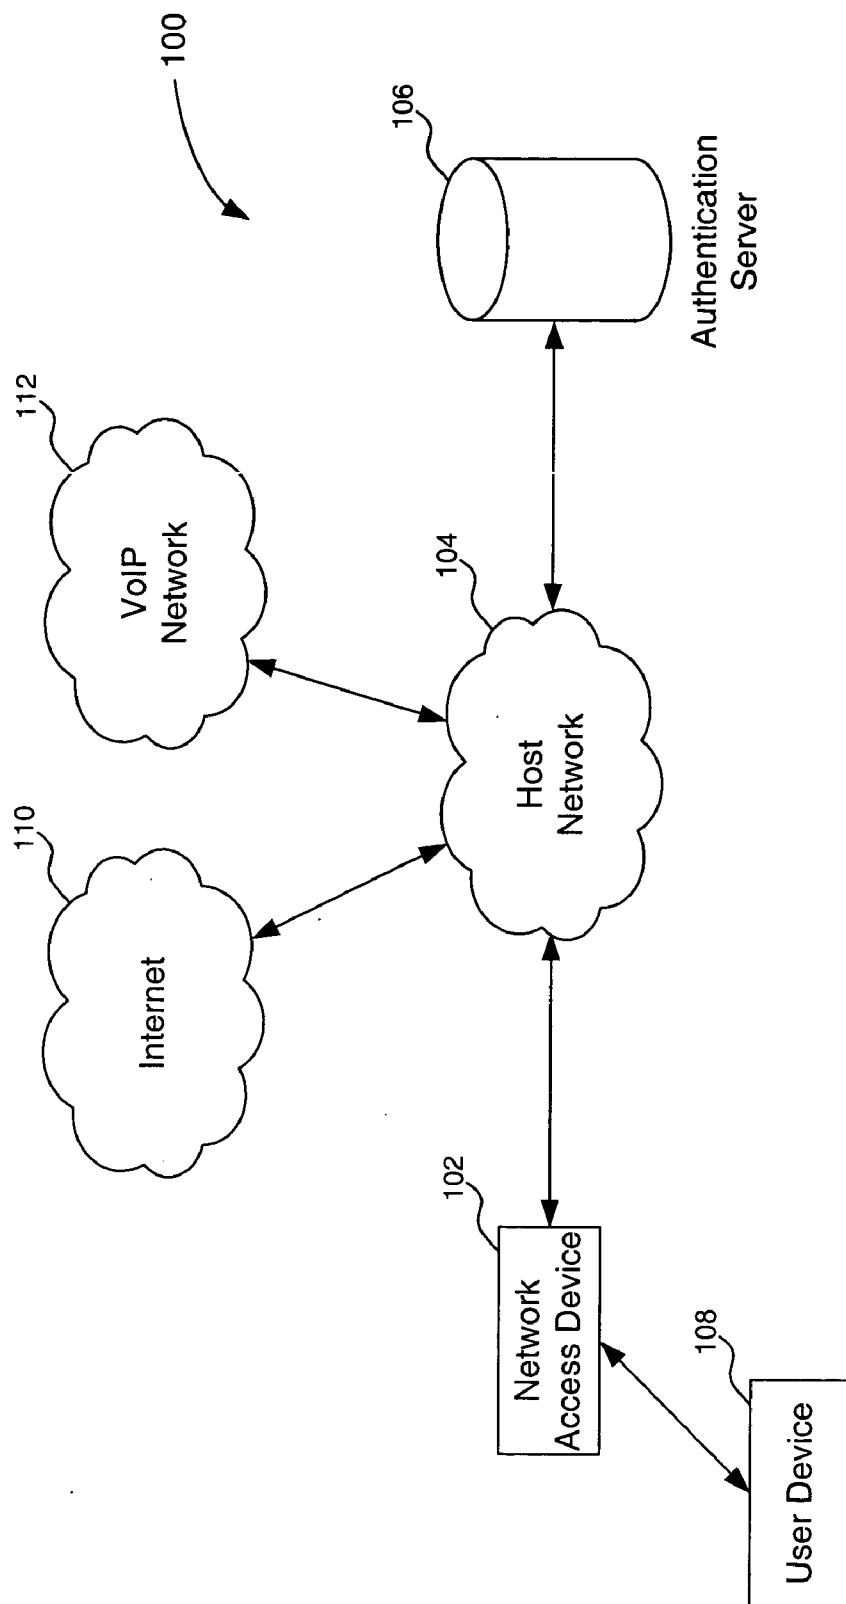 100
112
VoIP
Network
110
Internet
106
Authentication
Server
104
Host
Network
102
Network
Access Device
108
User Device